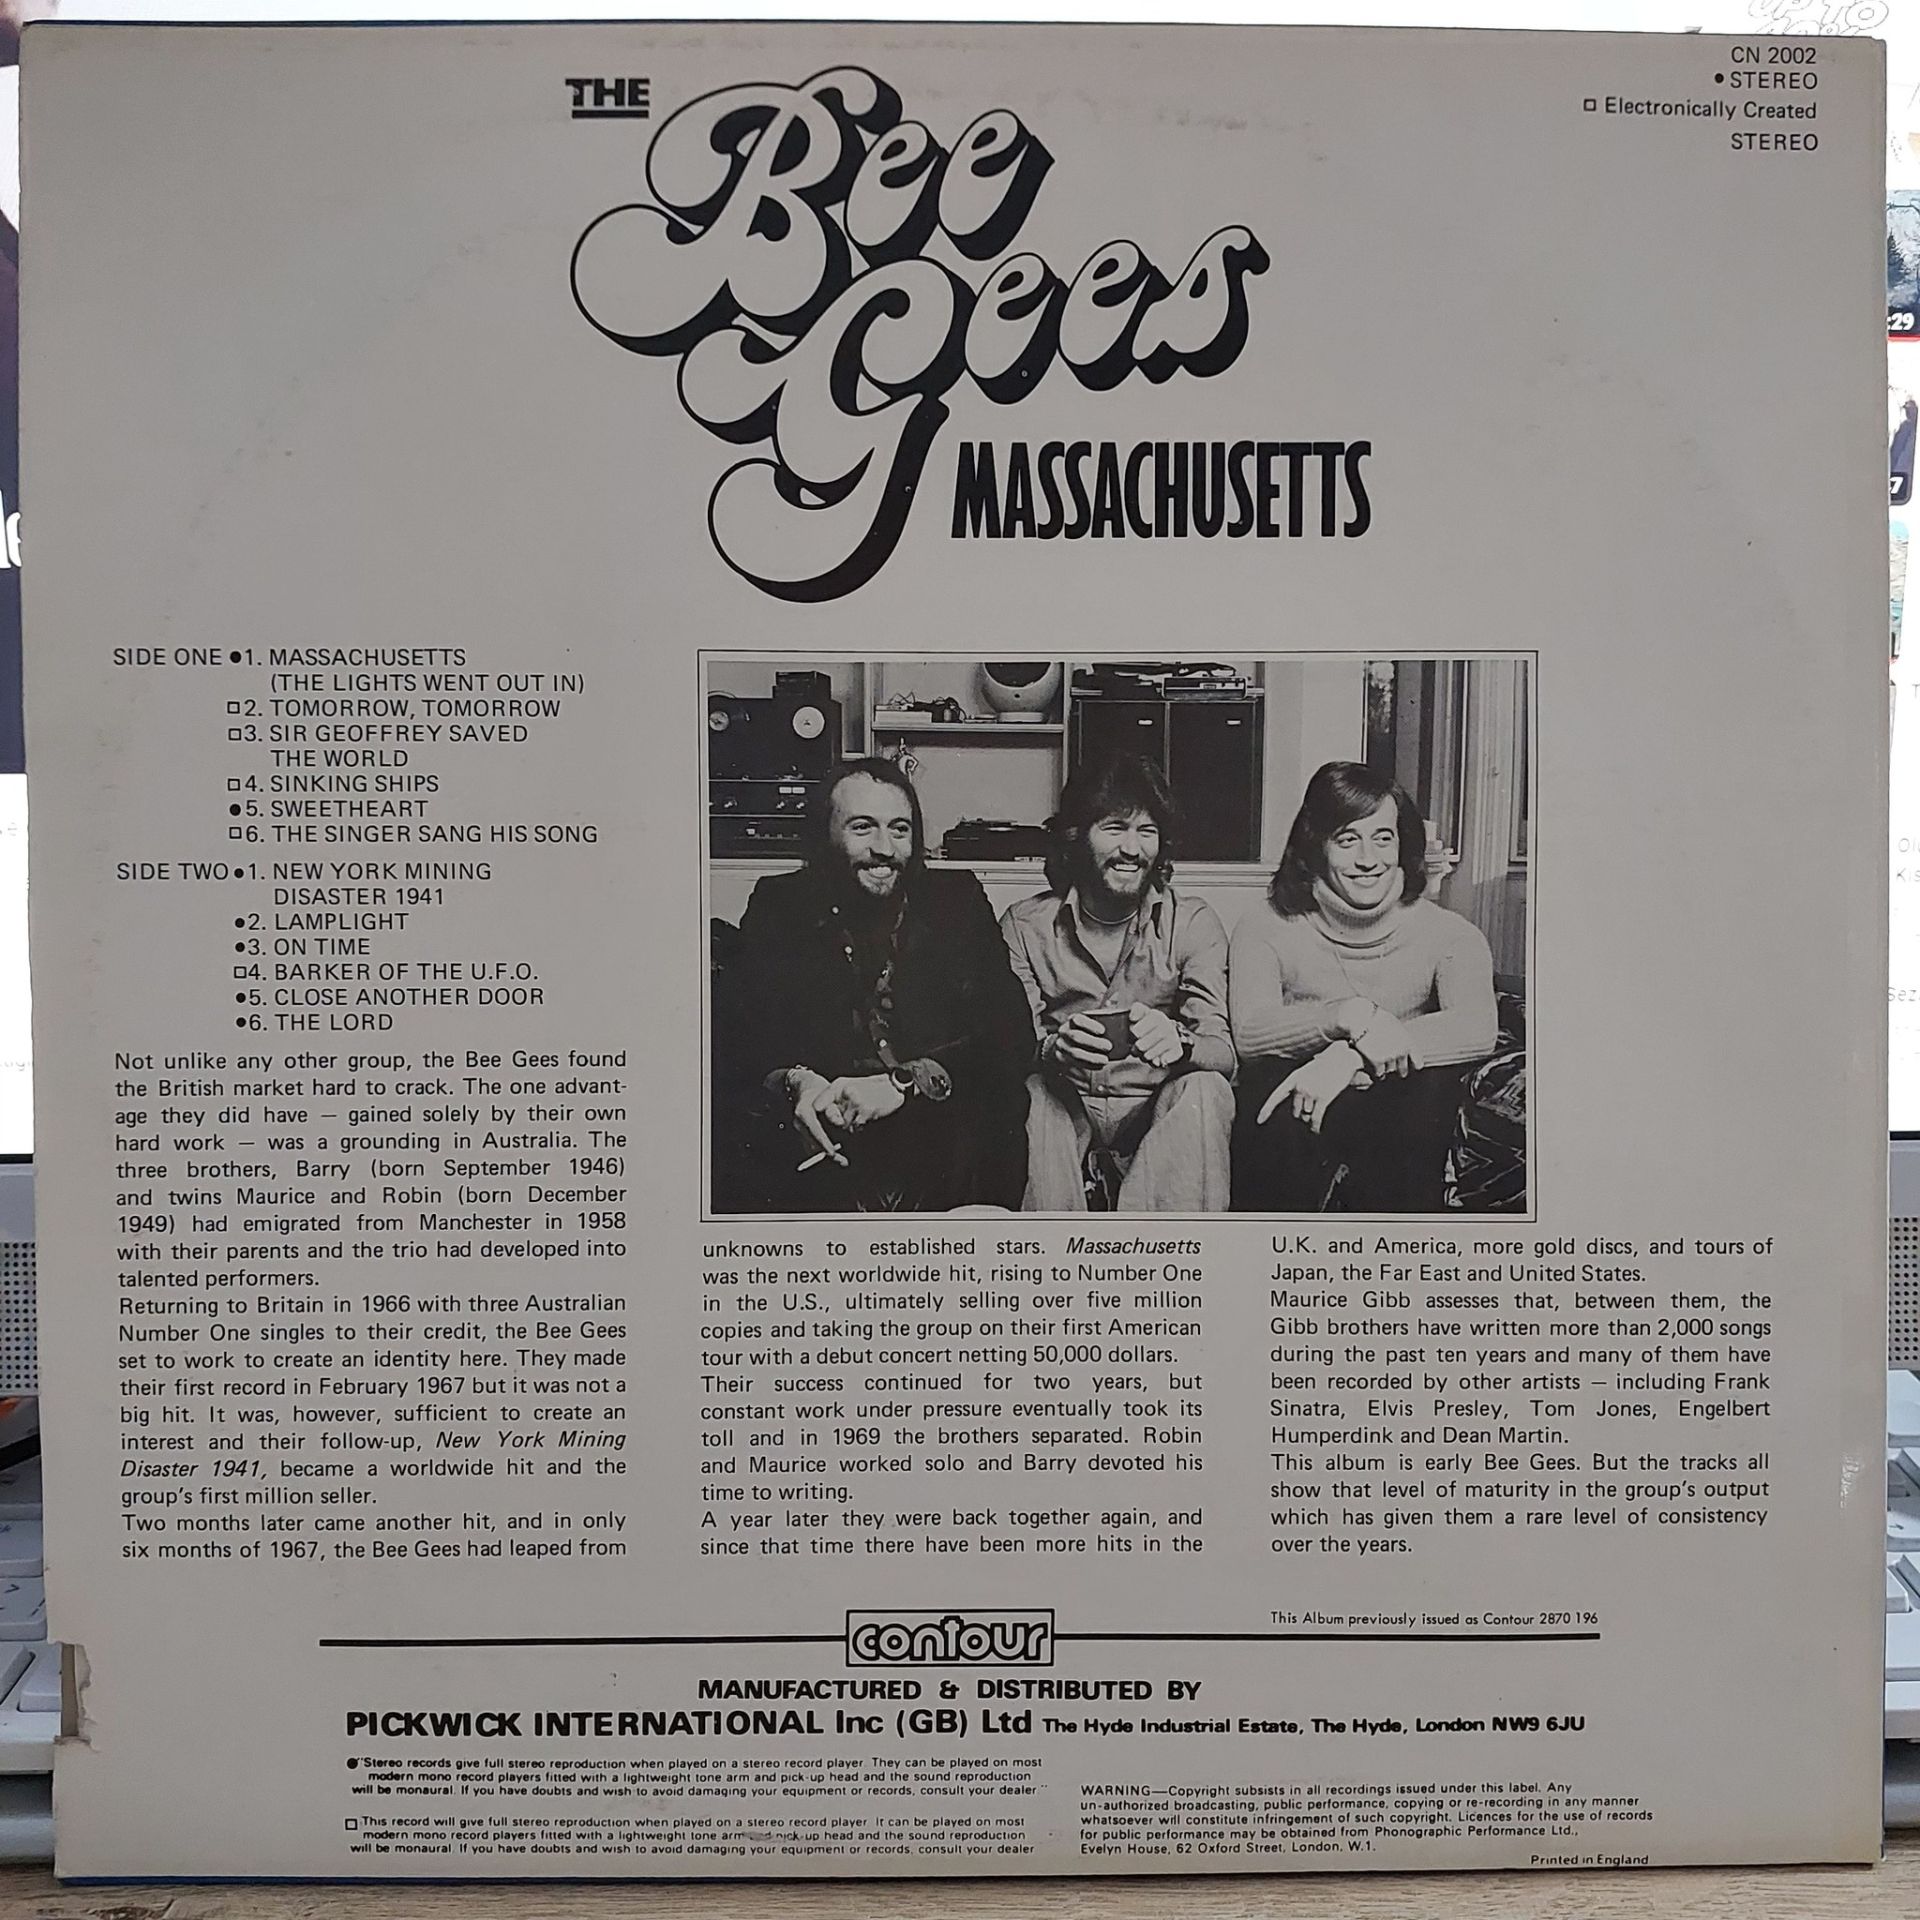 THE
Bee
Gees
MASSACHUSETTS
CN 2002
● STEREO
□ Electronically Created
STEREO
SIDE ONE ●1. MASSACHUSETTS
(THE LIGHTS WENT OUT IN)
□2. TOMORROW, TOMORROW
□3. SIR GEOFFREY SAVED
THE WORLD
□4. SINKING SHIPS
●5. SWEETHEART
□6. THE SINGER SANG HIS SONG
SIDE TWO ●1. NEW YORK MINING
DISASTER 1941
●2. LAMPLIGHT
●3. ON TIME
□4. BARKER OF THE U.F.O.
●5. CLOSE ANOTHER DOOR
●6. THE LORD
Not unlike any other group, the Bee Gees found
the British market hard to crack. The one advant-
age they did have — gained solely by their own
hard work — was a grounding in Australia. The
three brothers, Barry (born September 1946)
and twins Maurice and Robin (born December
1949) had emigrated from Manchester in 1958
with their parents and the trio had developed into
talented performers.
Returning to Britain in 1966 with three Australian
Number One singles to their credit, the Bee Gees
set to work to create an identity here. They made
their first record in February 1967 but it was not a
big hit. It was, however, sufficient to create an
interest and their follow-up, New York Mining
Disaster 1941, became a worldwide hit and the
group's first million seller.
Two months later came another hit, and in only
six months of 1967, the Bee Gees had leaped from
unknowns to established stars. Massachusetts
was the next worldwide hit, rising to Number One
in the U.S., ultimately selling over five million
copies and taking the group on their first American
tour with a debut concert netting 50,000 dollars.
Their success continued for two years, but
constant work under pressure eventually took its
toll and in 1969 the brothers separated. Robin
and Maurice worked solo and Barry devoted his
time to writing.
A year later they were back together again, and
since that time there have been more hits in the
U.K. and America, more gold discs, and tours of
Japan, the Far East and United States.
Maurice Gibb assesses that, between them, the
Gibb brothers have written more than 2,000 songs
during the past ten years and many of them have
been recorded by other artists — including Frank
Sinatra, Elvis Presley, Tom Jones, Engelbert
Humperdink and Dean Martin.
This album is early Bee Gees. But the tracks all
show that level of maturity in the group's output
which has given them a rare level of consistency
over the years.
This Album previously issued as Contour 2870 196
contour
MANUFACTURED & DISTRIBUTED BY
PICKWICK INTERNATIONAL Inc (GB) Ltd The Hyde Industrial Estate, The Hyde, London NW9 6JU
●"Stereo records give full stereo reproduction when played on a stereo record player. They can be played on most
modern mono record players fitted with a lightweight tone arm and pick-up head and the sound reproduction
will be monaural. If you have doubts and wish to avoid damaging your equipment or records, consult your dealer."
□ This record will give full stereo reproduction when played on a stereo record player. It can be played on most
modern mono record players fitted with a lightweight tone arm pick-up head and the sound reproduction
will be monaural. If you have doubts and wish to avoid damaging your equipment or records, consult your dealer
WARNING—Copyright subsists in all recordings issued under this label. Any
un-authorized broadcasting, public performance, copying or re-recording in any manner
whatsoever will constitute infringement of such copyright. Licences for the use of records
for public performance may be obtained from Phonographic Performance Ltd.,
Evelyn House, 62 Oxford Street, London, W.1.
Printed in England